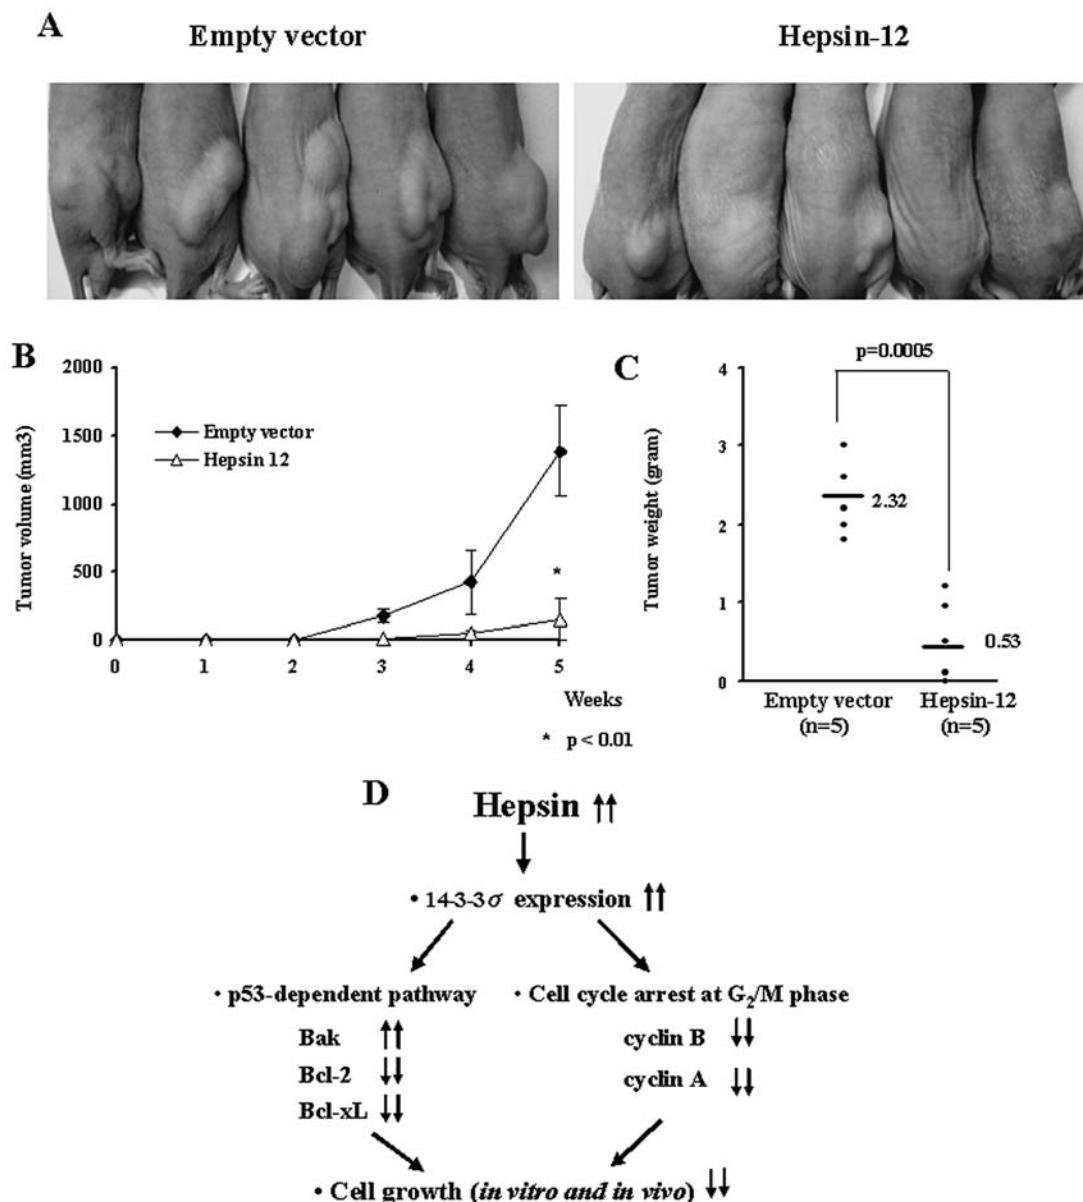 A
Empty vector
Hepsin-12
B
2000
1500
1000
500
0
Tumor volume (mm3)
Empty vector
Hepsin 12
*
0 1 2 3 4 5
Weeks
* p < 0.01
C
p=0.0005
4
3
2
1
0
Tumor weight (gram)
2.32
0.53
Empty vector
(n=5)
Hepsin-12
(n=5)
D
Hepsin ↑↑
• 14-3-3σ expression ↑↑
• p53-dependent pathway
Bak ↑↑
Bcl-2 ↓↓
Bcl-xL ↓↓
• Cell cycle arrest at G₂/M phase
cyclin B ↓↓
cyclin A ↓↓
• Cell growth (in vitro and in vivo) ↓↓